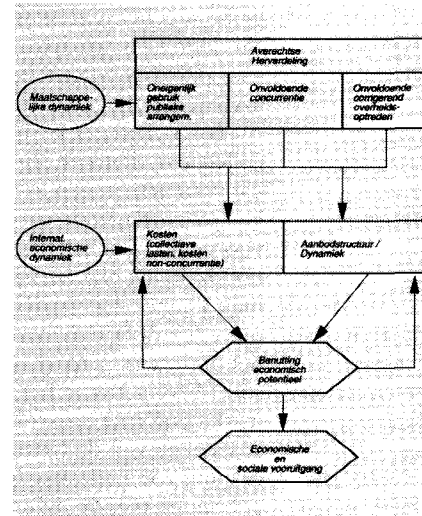 Averechtse
Herverdeling
Maatschappe-
lijke dynamiek
Oneigenlijk
gebruik
publieke
arrangem.
Onvoldoende
concurrentie
Onvoldoende
corrigerend
overheids-
optreden
Internat.
economische
dynamiek
Kosten
(collectieve
lasten, kosten
non-concurrentie)
Aanbodstructuur /
Dynamiek
Benutting
economisch
potentieel
Economische
en
sociale vooruitgang